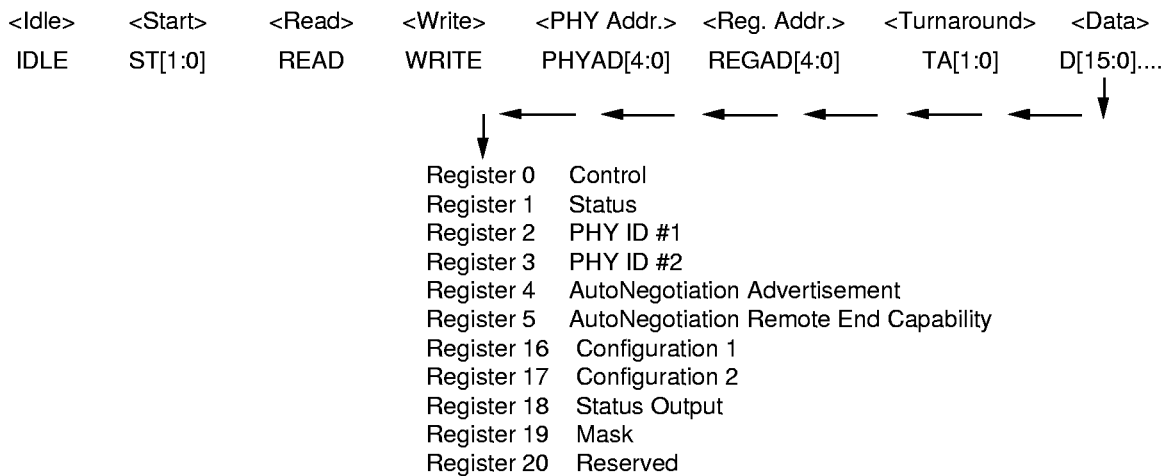 <Idle> <Start> <Read> <Write> <PHY Addr.> <Reg. Addr.> <Turnaround> <Data>
IDLE ST[1:0] READ WRITE PHYAD[4:0] REGAD[4:0] TA[1:0] D[15:0]....
Register 0 Control
Register 1 Status
Register 2 PHY ID #1
Register 3 PHY ID #2
Register 4 AutoNegotiation Advertisement
Register 5 AutoNegotiation Remote End Capability
Register 16 Configuration 1
Register 17 Configuration 2
Register 18 Status Output
Register 19 Mask
Register 20 Reserved